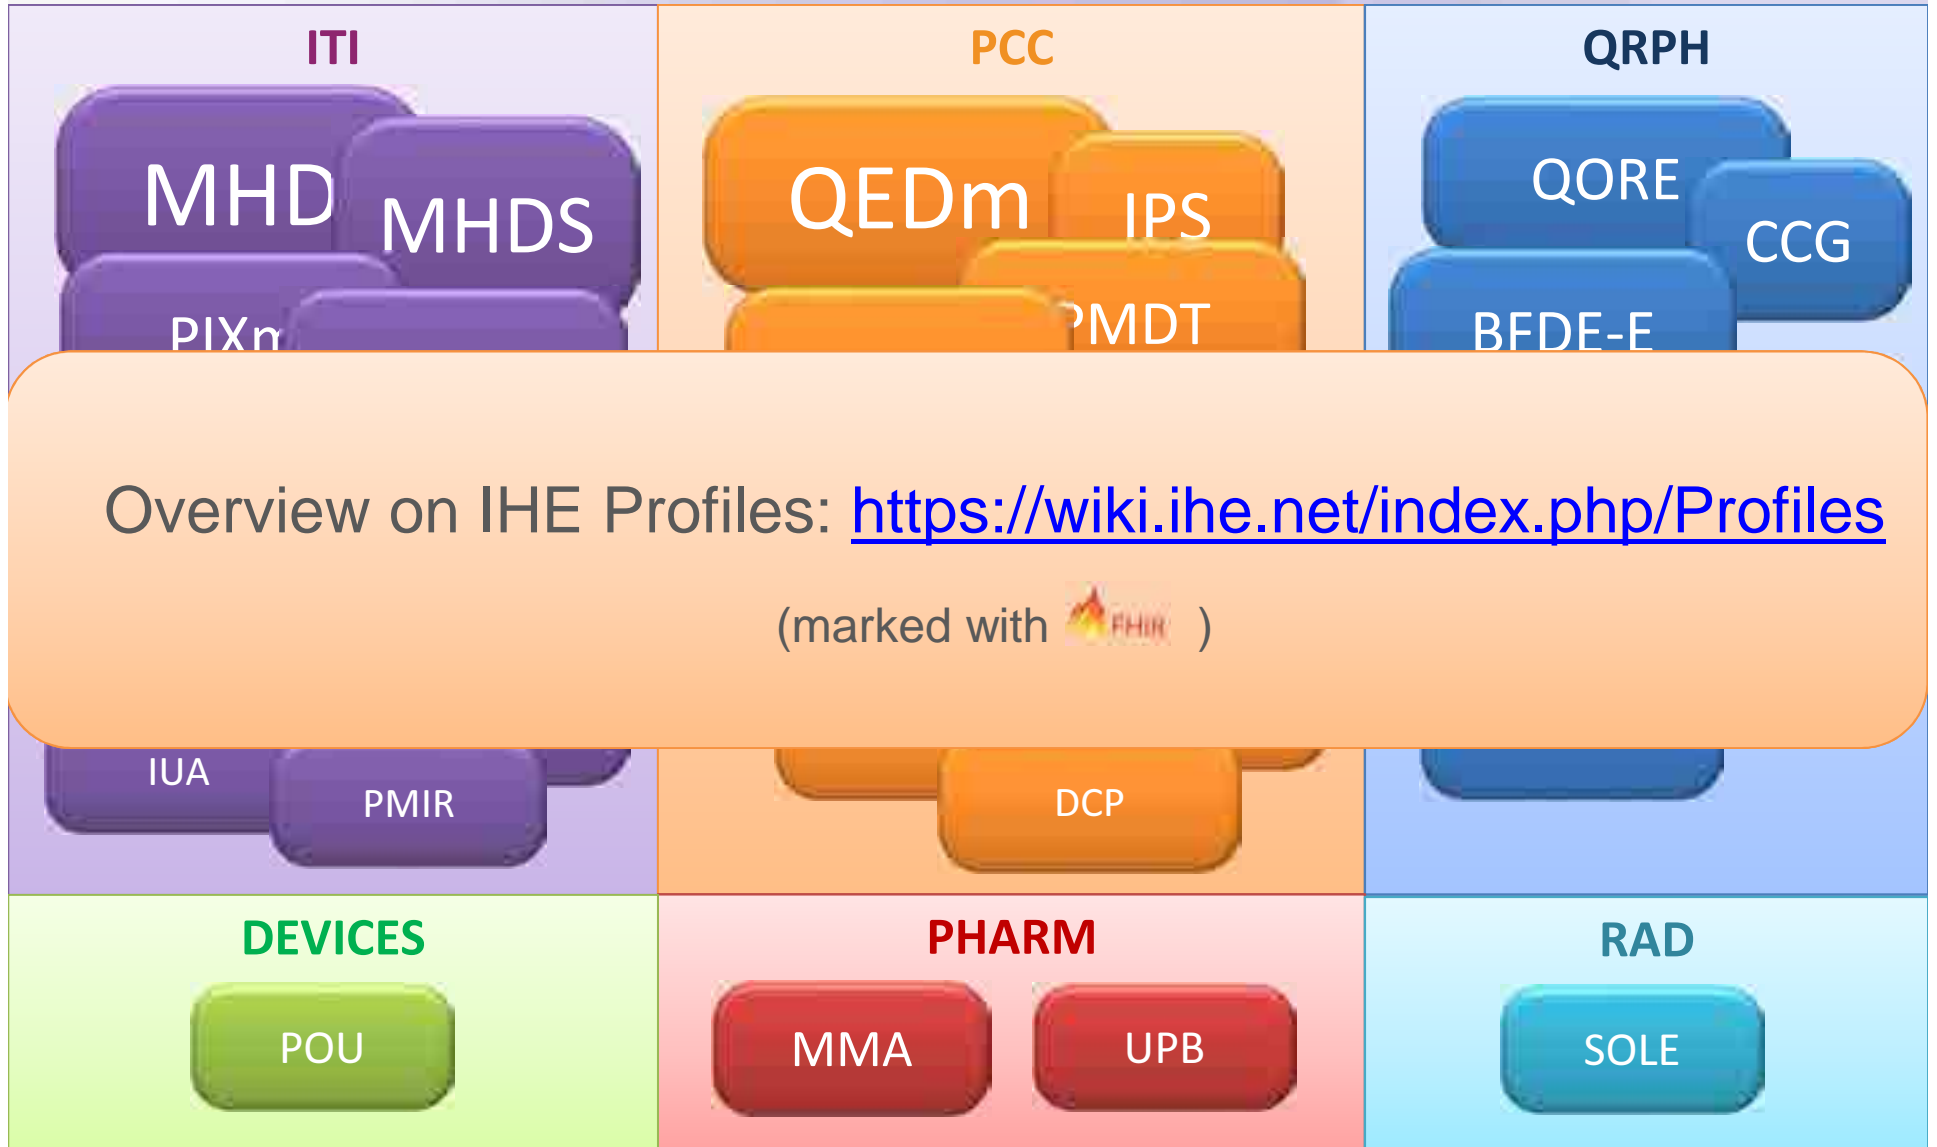 ITI
PCC
QRPH
MHD
MHDS
QEDm
IPS
QORE
CCG
PMDT
BFDE-E
Overview on IHE Profiles: https://wiki.ihe.net/index.php/Profiles
(marked with FHIR )
IUA
PMIR
DCP
DEVICES
PHARM
RAD
POU
MMA
UPB
SOLE